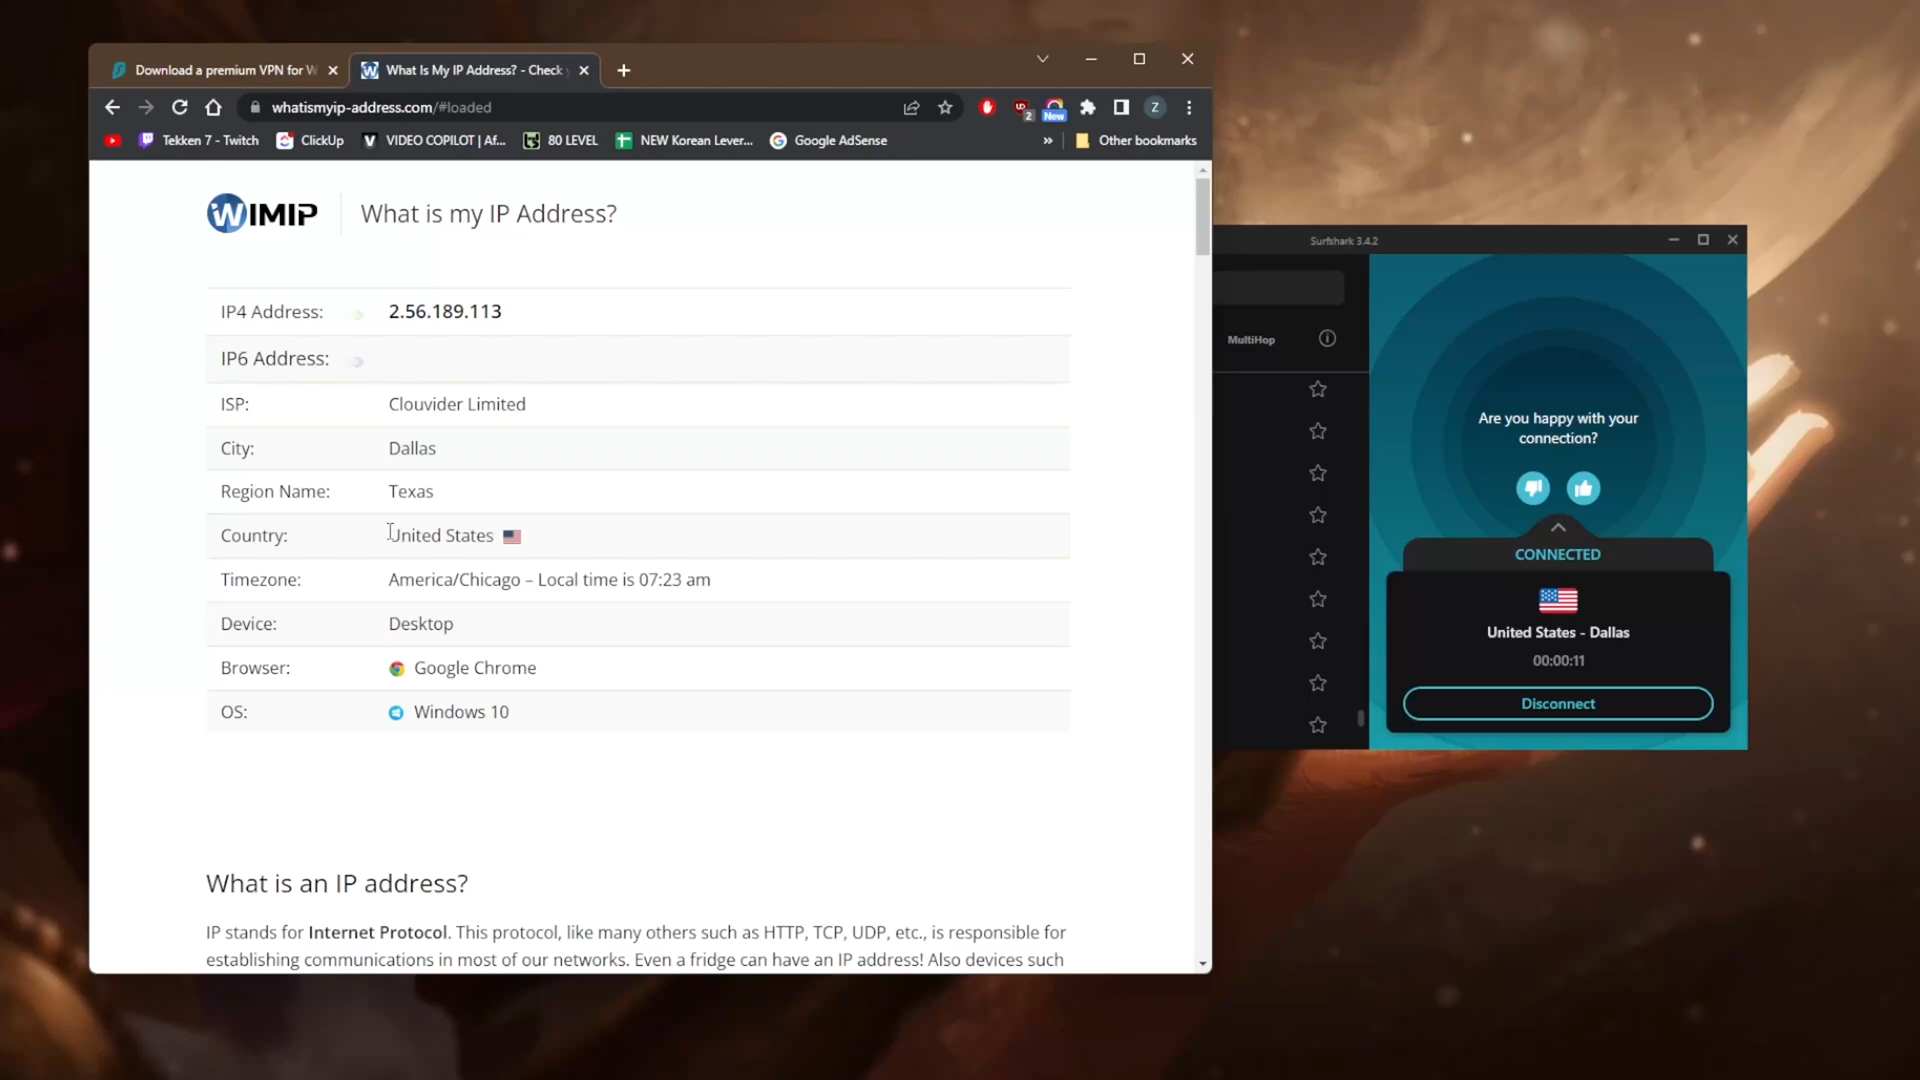 Download a premium VPN for W
What Is My IP Address? - Check
whatismyip-address.com/#loaded
2
New
Z
Tekken 7 - Twitch
ClickUp
VIDEO COPILOT | Af...
80 LEVEL
NEW Korean Lever...
Google AdSense
»
Other bookmarks
WIMIP
What is my IP Address?
IP4 Address: 2.56.189.113
IP6 Address:
ISP: Clouvider Limited
City: Dallas
Region Name: Texas
Country: United States
Timezone: America/Chicago – Local time is 07:23 am
Device: Desktop
Browser: Google Chrome
OS: Windows 10
What is an IP address?
IP stands for Internet Protocol. This protocol, like many others such as HTTP, TCP, UDP, etc., is responsible for
establishing communications in most of our networks. Even a fridge can have an IP address! Also devices such
Surfshark 3.4.2
MultiHop
Are you happy with your
connection?
CONNECTED
United States - Dallas
00:00:11
Disconnect